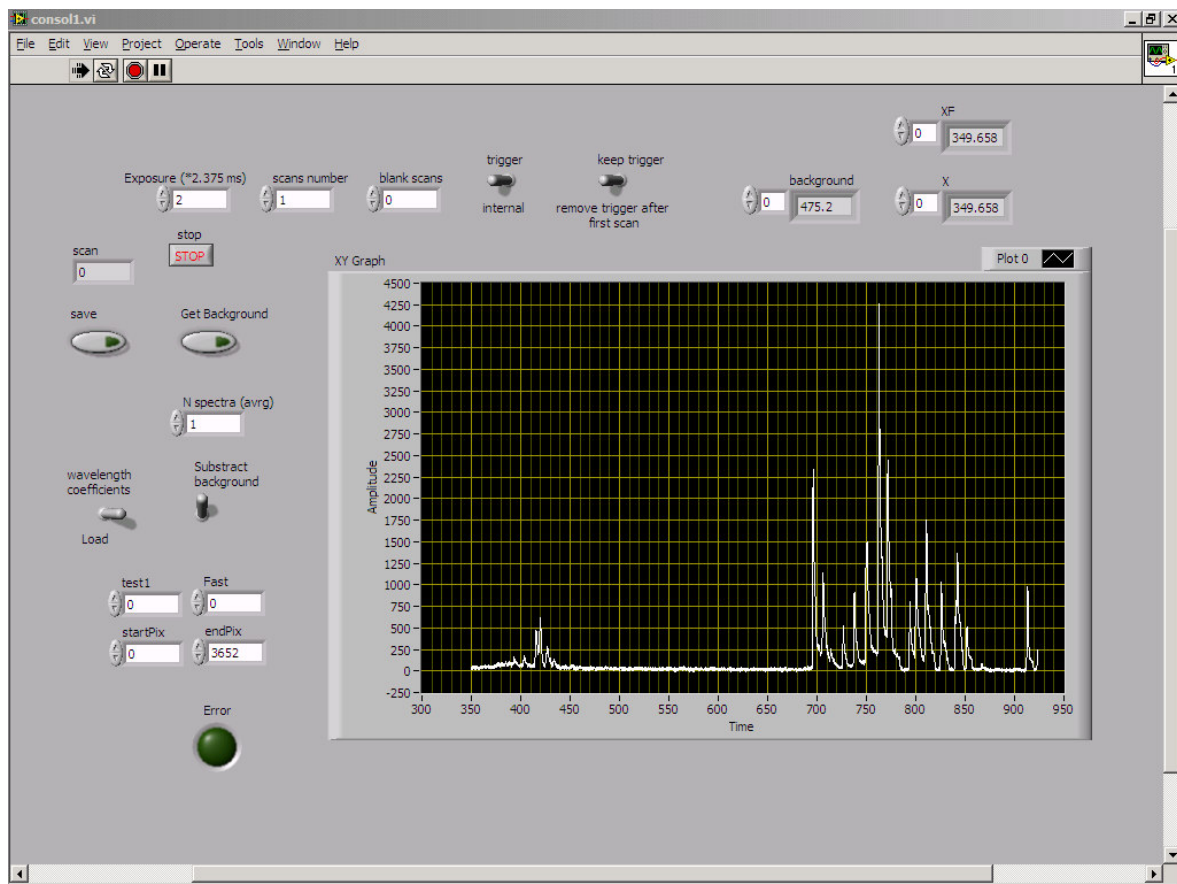 consol1.vi
File Edit View Project Operate Tools Window Help
1
XF
0 349.658
trigger
keep trigger
Exposure (*2.375 ms) scans number blank scans
background
X
2 1 0
internal
remove trigger after
first scan
0 475.2
0 349.658
stop
STOP
scan
0
XY Graph
Plot 0
save Get Background
N spectra (avrg)
1
wavelength
coefficients
Substract
background
Load
test1 Fast
0 0
startPix endPix
0 3652
Error
Amplitude
4500
4250
4000
3750
3500
3250
3000
2750
2500
2250
2000
1750
1500
1250
1000
750
500
250
0
-250
300 350 400 450 500 550 600 650 700 750 800 850 900 950
Time